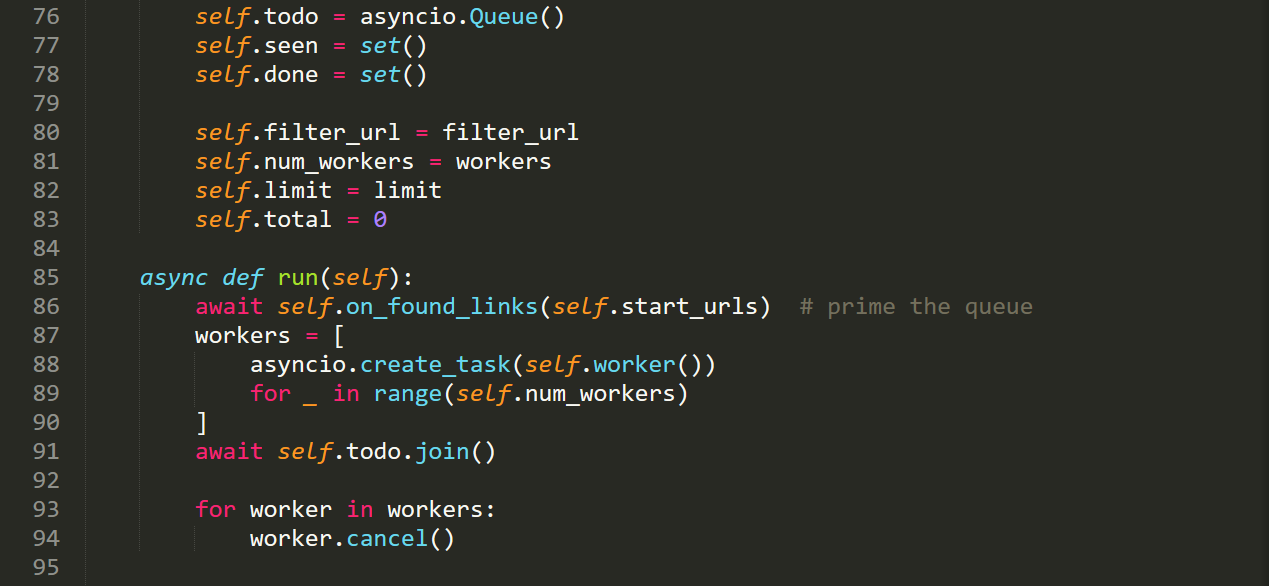 76        self.todo = asyncio.Queue()
77        self.seen = set()
78        self.done = set()
79
80        self.filter_url = filter_url
81        self.num_workers = workers
82        self.limit = limit
83        self.total = 0
84
85    async def run(self):
86        await self.on_found_links(self.start_urls)  # prime the queue
87        workers = [
88            asyncio.create_task(self.worker())
89            for _ in range(self.num_workers)
90        ]
91        await self.todo.join()
92
93        for worker in workers:
94            worker.cancel()
95